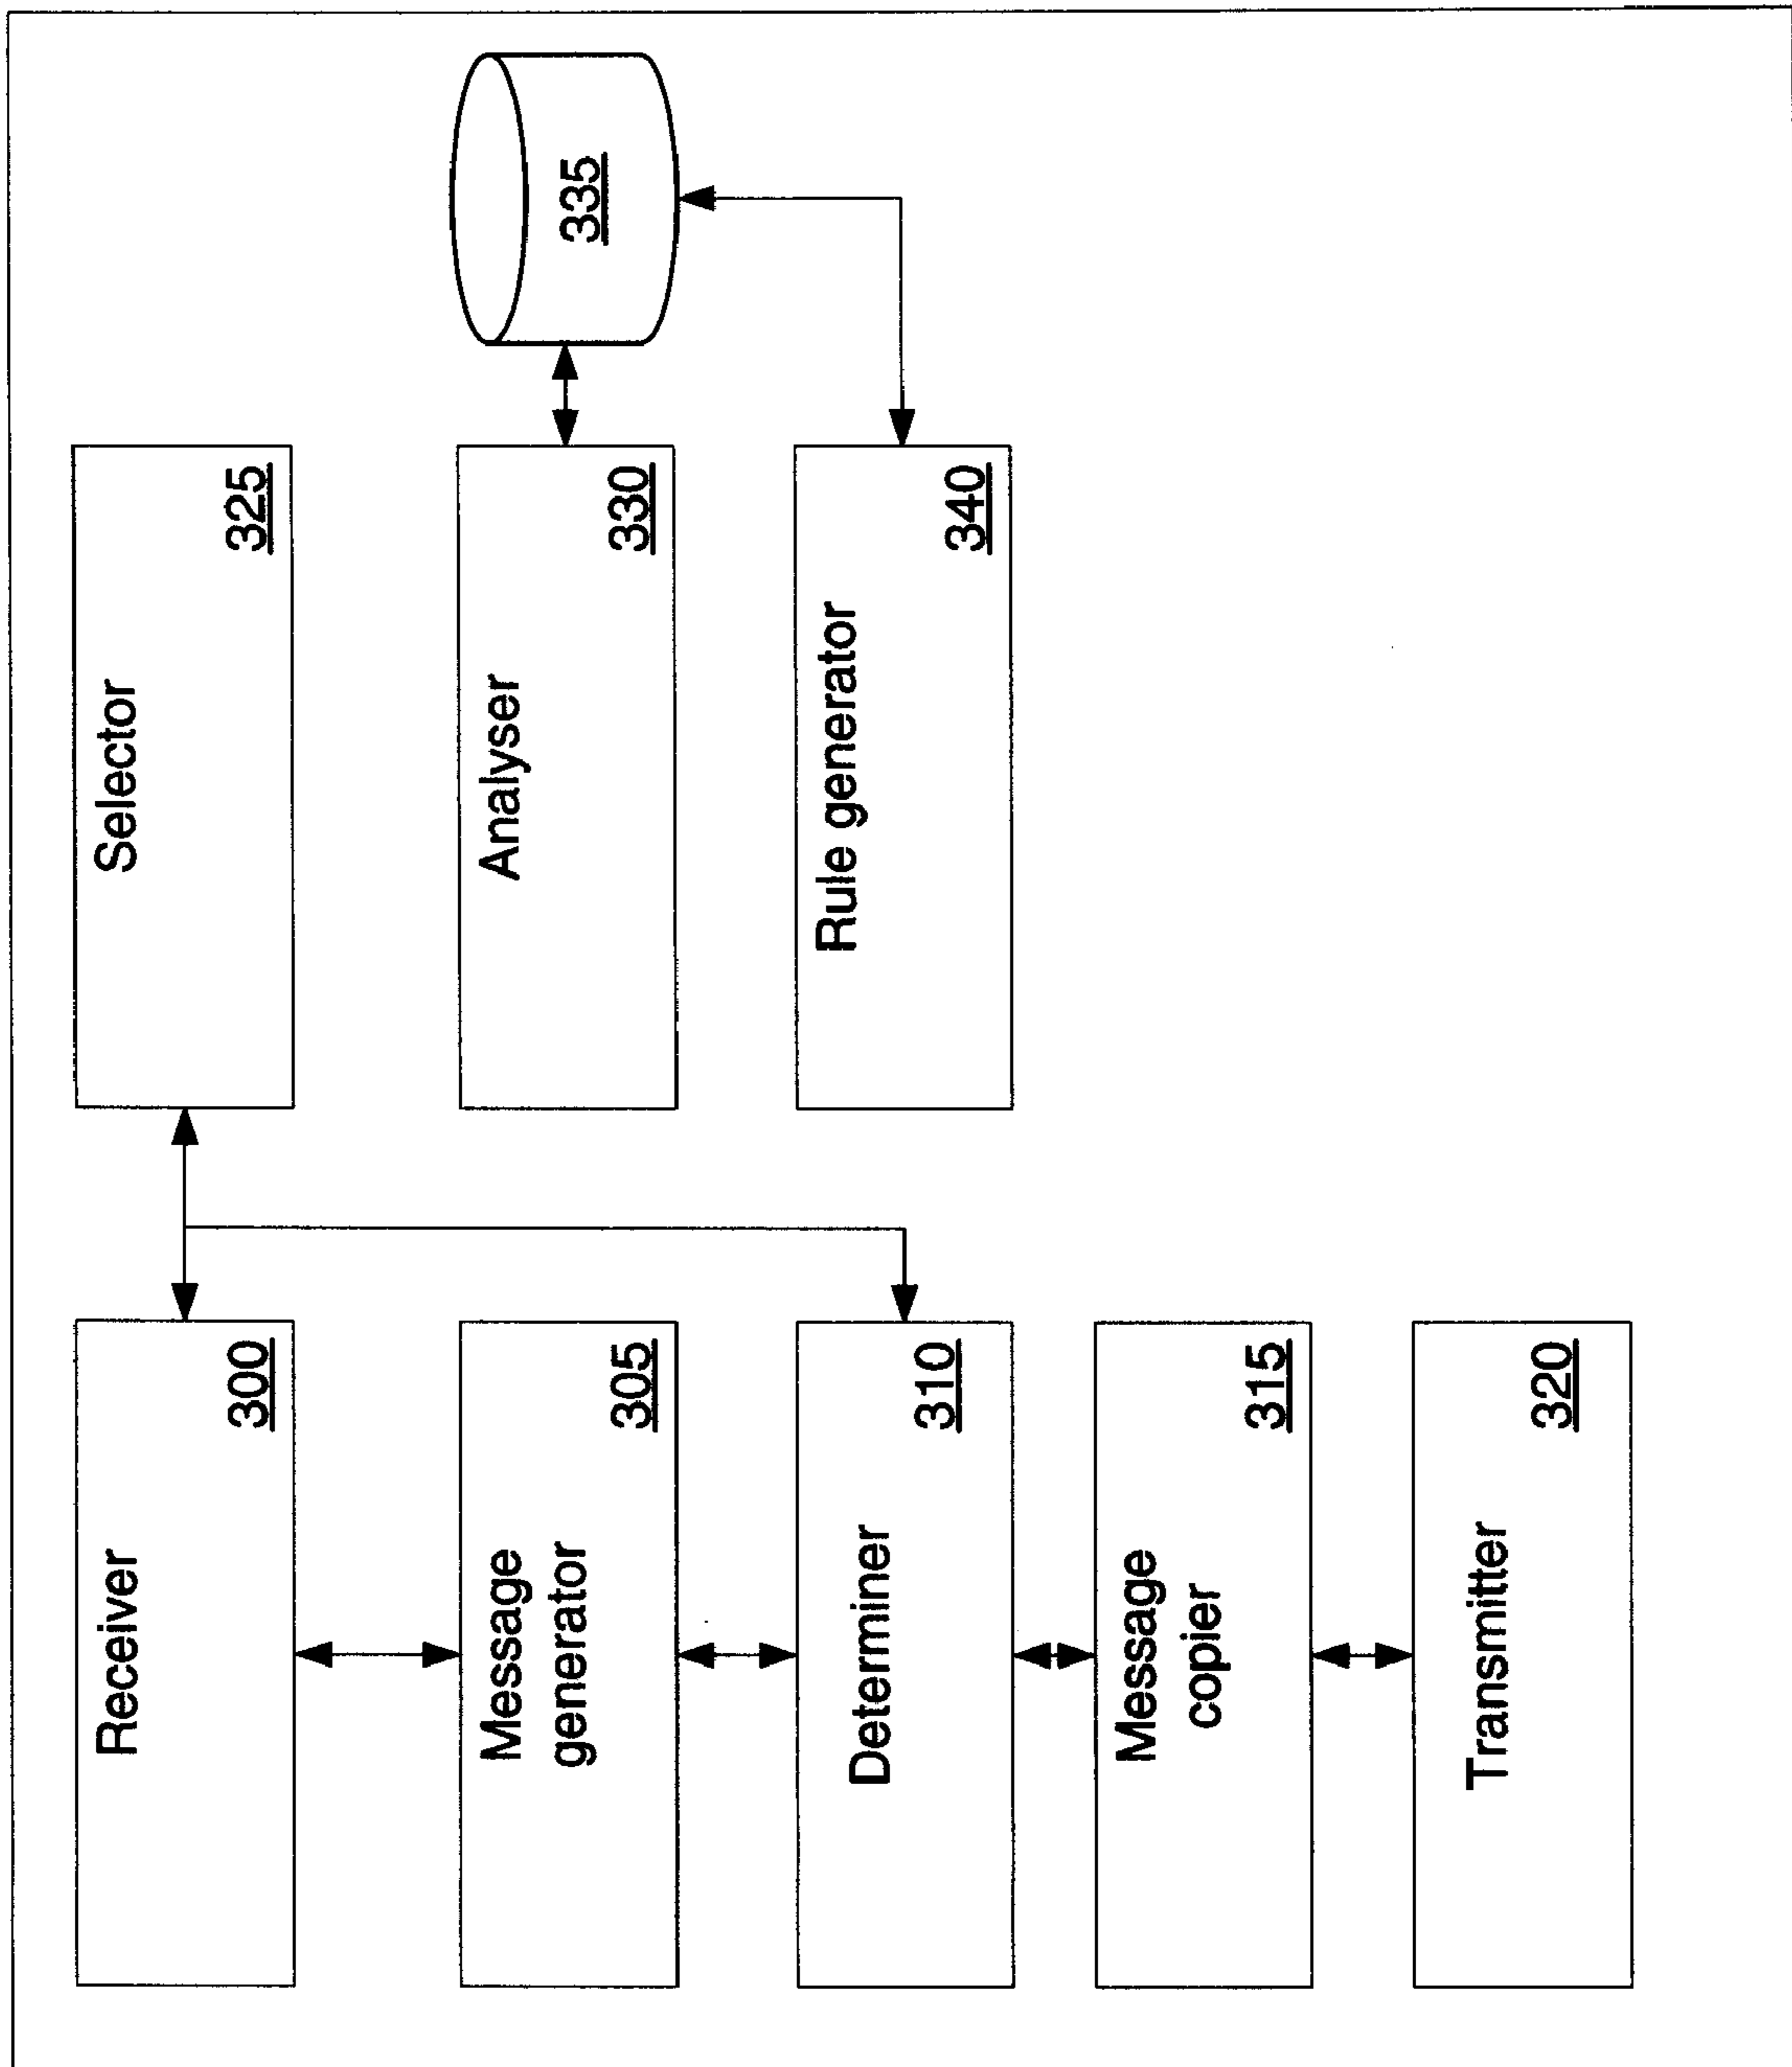 Receiver
300
Message
generator
305
Determiner
310
Message
copier
315
Transmitter
320
Selector
325
Analyser
330
335
Rule generator
340